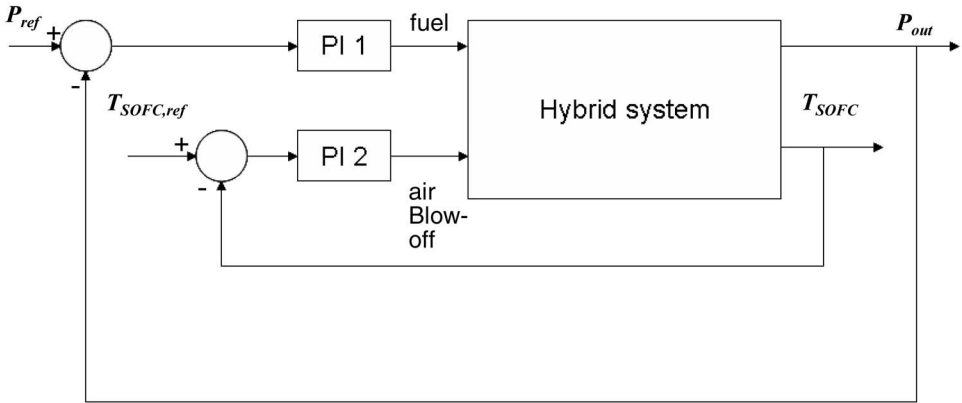 P_ref
+
-
PI 1
fuel
Hybrid system
P_out
T_SOFC,ref
+
-
PI 2
air
Blow-
off
T_SOFC